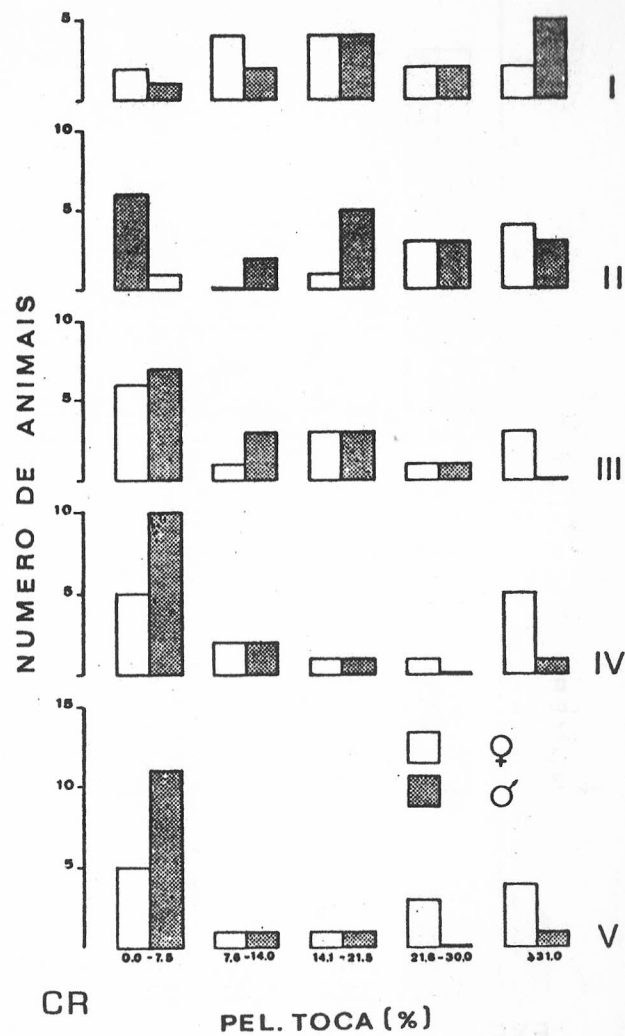 NUMERO DE ANIMAIS
5
I
10
5
II
10
5
III
10
5
IV
15
10
5
♀
♂
V
0.0 - 7.5 7.6 - 14.0 14.1 - 21.5 21.6 - 30.0 ≥31.0
CR
PEL. TOCA (%)